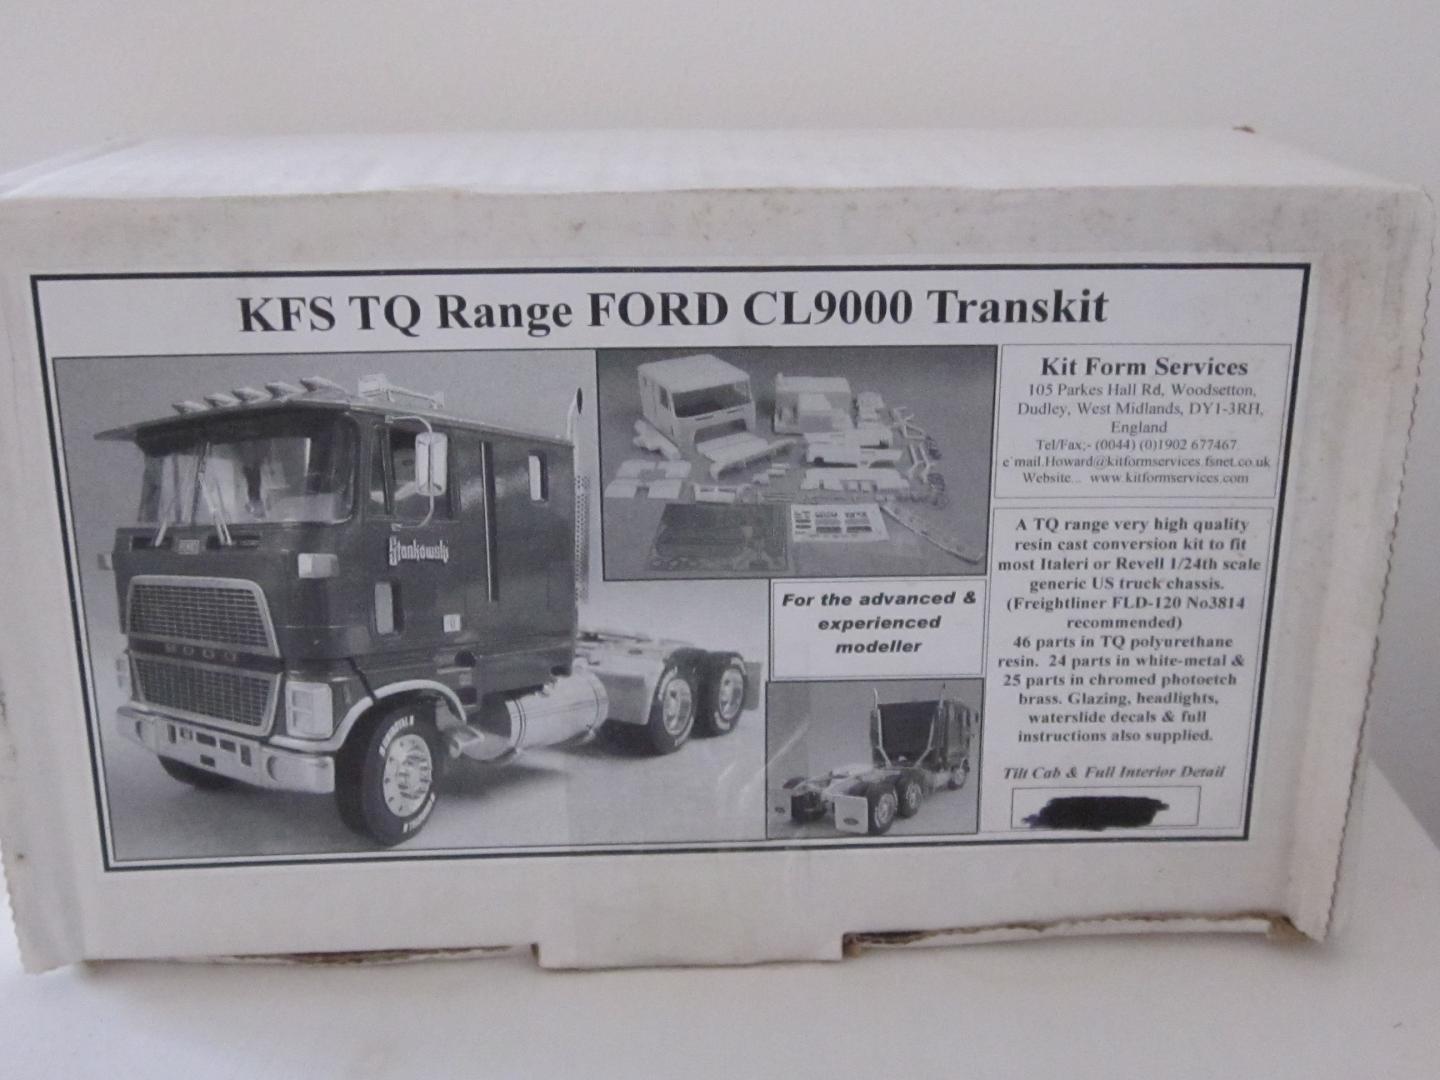 KFS TQ Range FORD CL9000 Transkit
Stankowski
FORD
For the advanced &
experienced
modeller
Kit Form Services
105 Parkes Hall Rd, Woodsetton,
Dudley, West Midlands, DY1-3RH,
England
Tel/Fax;- (0044) (0)1902 677467
e'mail.Howard@kitformservices.fsnet.co.uk
Website... www.kitformservices.com
A TQ range very high quality
resin cast conversion kit to fit
most Italeri or Revell 1/24th scale
generic US truck chassis.
(Freightliner FLD-120 No3814
recommended)
46 parts in TQ polyurethane
resin. 24 parts in white-metal &
25 parts in chromed photoetch
brass. Glazing, headlights,
waterslide decals & full
instructions also supplied.
Tilt Cab & Full Interior Detail